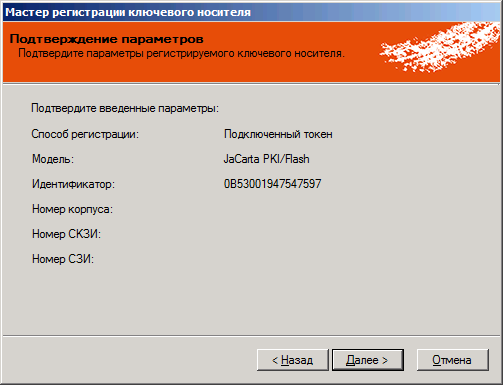 Мастер регистрации ключевого носителя
Подтверждение параметров
Подтвердите параметры регистрируемого ключевого носителя.
Подтвердите введенные параметры:
Способ регистрации: Подключенный токен
Модель: JaCarta PKI/Flash
Идентификатор: 0B53001947547597
Номер корпуса:
Номер СКЗИ:
Номер СЗИ:
< Назад Далее > Отмена